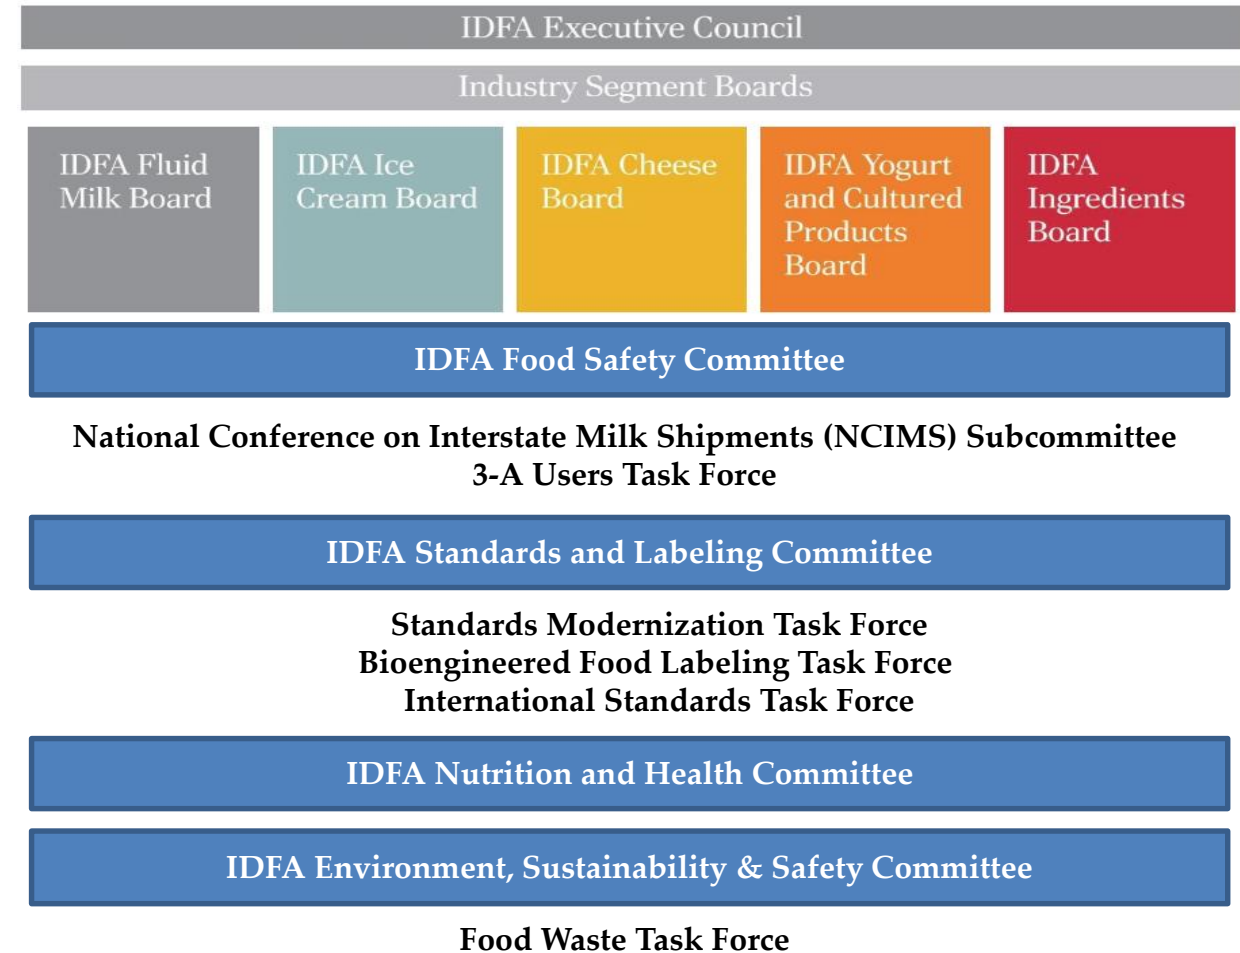 IDFA Executive Council
Industry Segment Boards
IDFA Fluid
Milk Board
IDFA Ice
Cream Board
IDFA Cheese
Board
IDFA Yogurt
and Cultured
Products
Board
IDFA
Ingredients
Board
IDFA Food Safety Committee
National Conference on Interstate Milk Shipments (NCIMS) Subcommittee
3-A Users Task Force
IDFA Standards and Labeling Committee
Standards Modernization Task Force
Bioengineered Food Labeling Task Force
International Standards Task Force
IDFA Nutrition and Health Committee
IDFA Environment, Sustainability & Safety Committee
Food Waste Task Force